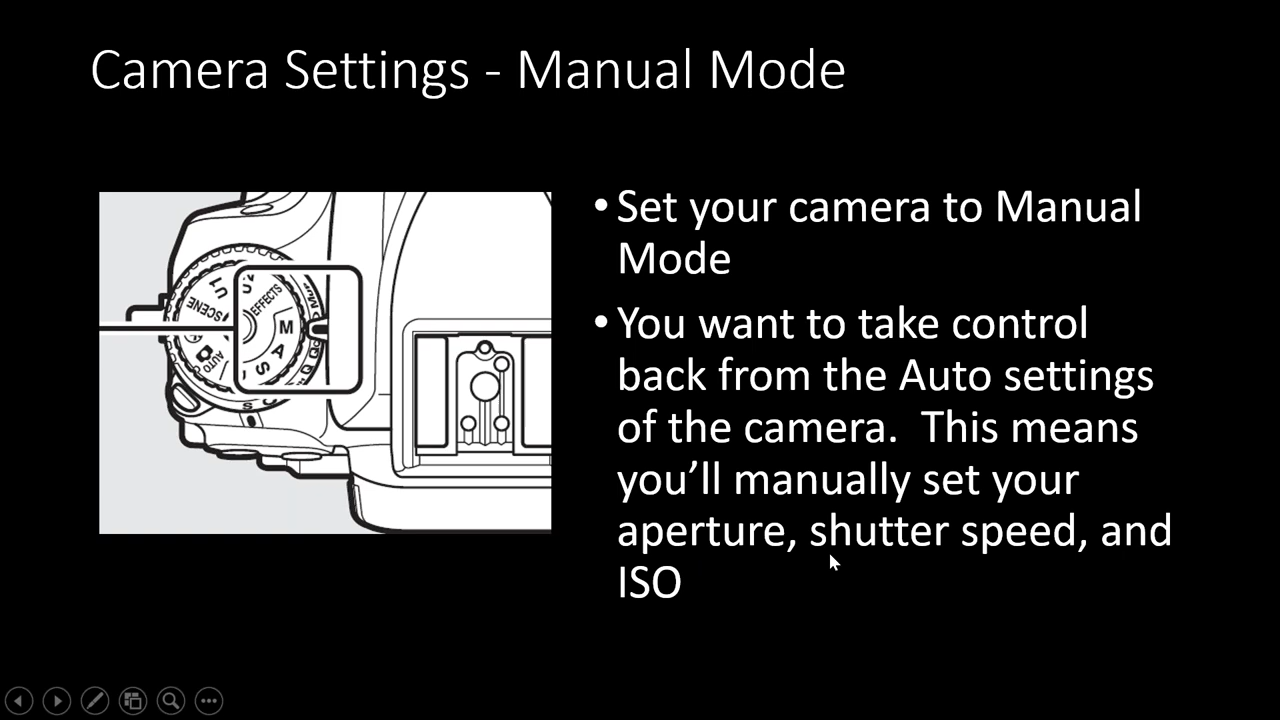 Camera Settings - Manual Mode
• Set your camera to Manual
Mode
• You want to take control
back from the Auto settings
of the camera.  This means
you’ll manually set your
aperture, shutter speed, and
ISO
U1
SCENE
AUTO
EFFECTS
M
A
S